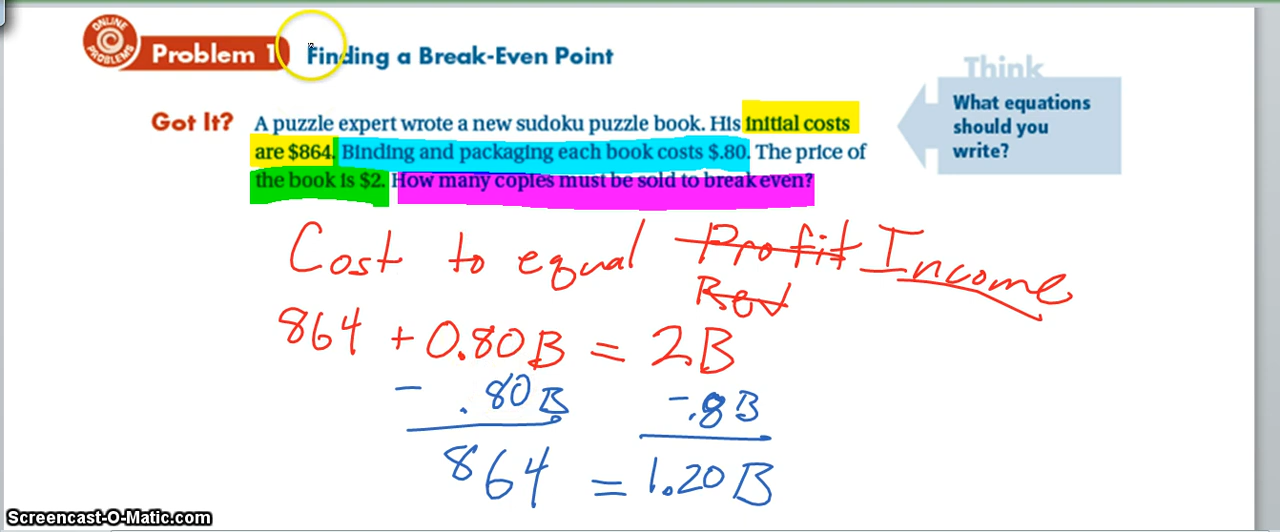 ONLINE PROBLEMS
Problem 1 Finding a Break-Even Point
Think
What equations
should you
write?
Got It? A puzzle expert wrote a new sudoku puzzle book. His initial costs
are $864. Binding and packaging each book costs $.80. The price of
the book is $2. How many copies must be sold to break even?
Cost to equal Profit Income
Rev
864 + 0.80B = 2B
- .80B -.8B
864 = 1.20B
Screencast-O-Matic.com